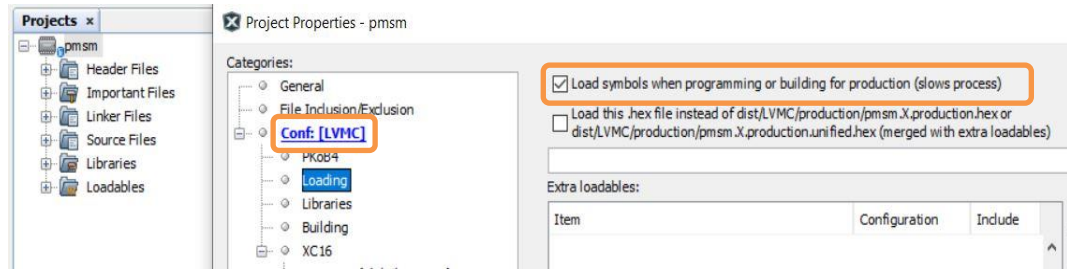 Projects ×
pmsm
Header Files
Important Files
Linker Files
Source Files
Libraries
Loadables
Project Properties - pmsm
Categories:
General
File Inclusion/Exclusion
Conf: [LVMC]
PKoB4
Loading
Libraries
Building
XC16
Load symbols when programming or building for production (slows process)
Load this .hex file instead of dist/LVMC/production/pmsm.X.production.hex or
dist/LVMC/production/pmsm.X.production.unified.hex (merged with extra loadables)
Extra loadables:
Item Configuration Include